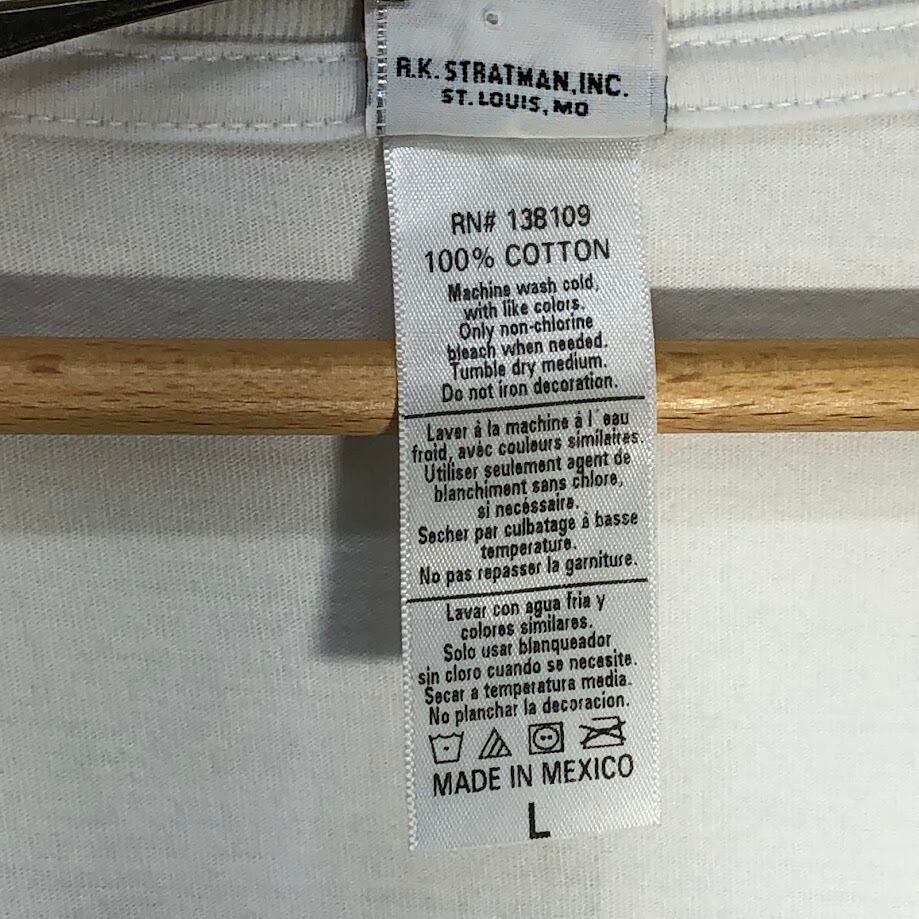 R.K. STRATMAN, INC.
ST. LOUIS, MO
RN# 138109
100% COTTON
Machine wash cold,
with like colors.
Only non-chlorine
bleach when needed.
Tumble dry medium.
Do not iron decoration.
Laver á la machine á l'eau
froid, avéc couleurs similaires.
Utiliser seulement agent de
blanchiment sans chlore,
si necéssaire.
Secher par culbatage à basse
temperature.
No pas repasser la garniture.
Lavar con agua fria y
colores similares.
Solo usar blanqueador
sin cloro cuando se necesite.
Secar a temperatura media.
No planchar la decoracion.
MADE IN MEXICO
L